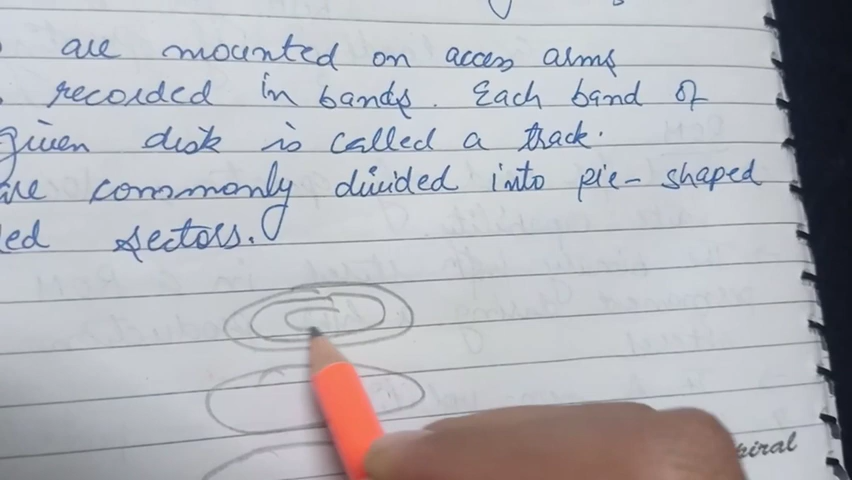 are mounted on access arms
recorded in bands. Each band of
given disk is called a track.
are commonly divided into pie-shaped
sectors.